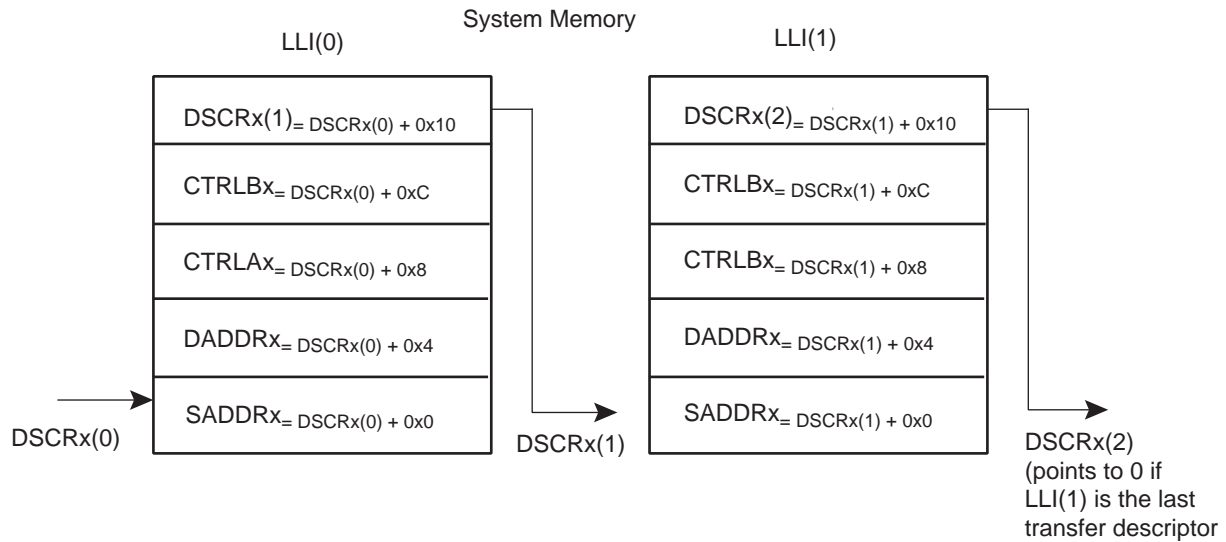 System Memory
LLI(0)
LLI(1)
DSCRx(1)= DSCRx(0) + 0x10
CTRLBx= DSCRx(0) + 0xC
CTRLAx= DSCRx(0) + 0x8
DADDRx= DSCRx(0) + 0x4
SADDRx= DSCRx(0) + 0x0
DSCRx(0)
DSCRx(1)
DSCRx(2)= DSCRx(1) + 0x10
CTRLBx= DSCRx(1) + 0xC
CTRLBx= DSCRx(1) + 0x8
DADDRx= DSCRx(1) + 0x4
SADDRx= DSCRx(1) + 0x0
DSCRx(2)
(points to 0 if
LLI(1) is the last
transfer descriptor